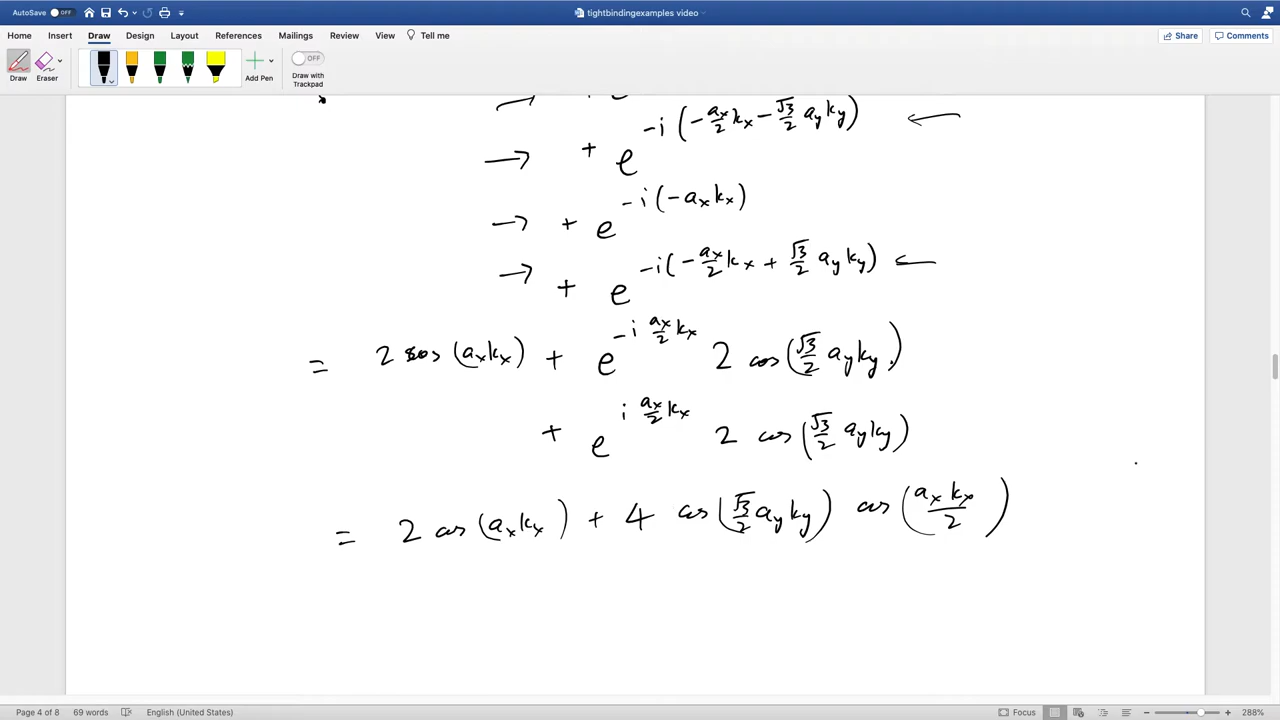 AutoSave OFF
tightbindingexamples video
Home Insert Draw Design Layout References Mailings Review View Tell me Share Comments
Draw Eraser Add Pen Draw with Trackpad OFF
→ + e^{-i(-\frac{a_x}{2}k_x - \frac{√3}{2} a_y k_y)} ←
→ + e^{-i(-a_x k_x)}
→ + e^{-i(-\frac{a_x}{2}k_x + \frac{√3}{2} a_y k_y)} ←
= 2 cos(a_x k_x) + e^{-i\frac{a_x}{2}k_x} 2 cos(\frac{√3}{2} a_y k_y)
+ e^{i\frac{a_x}{2}k_x} 2 cos(\frac{√3}{2} a_y k_y)
= 2 cos(a_x k_x) + 4 cos(\frac{√3}{2} a_y k_y) cos(\frac{a_x k_x}{2})
Page 4 of 8 69 words English (United States) Focus 288%